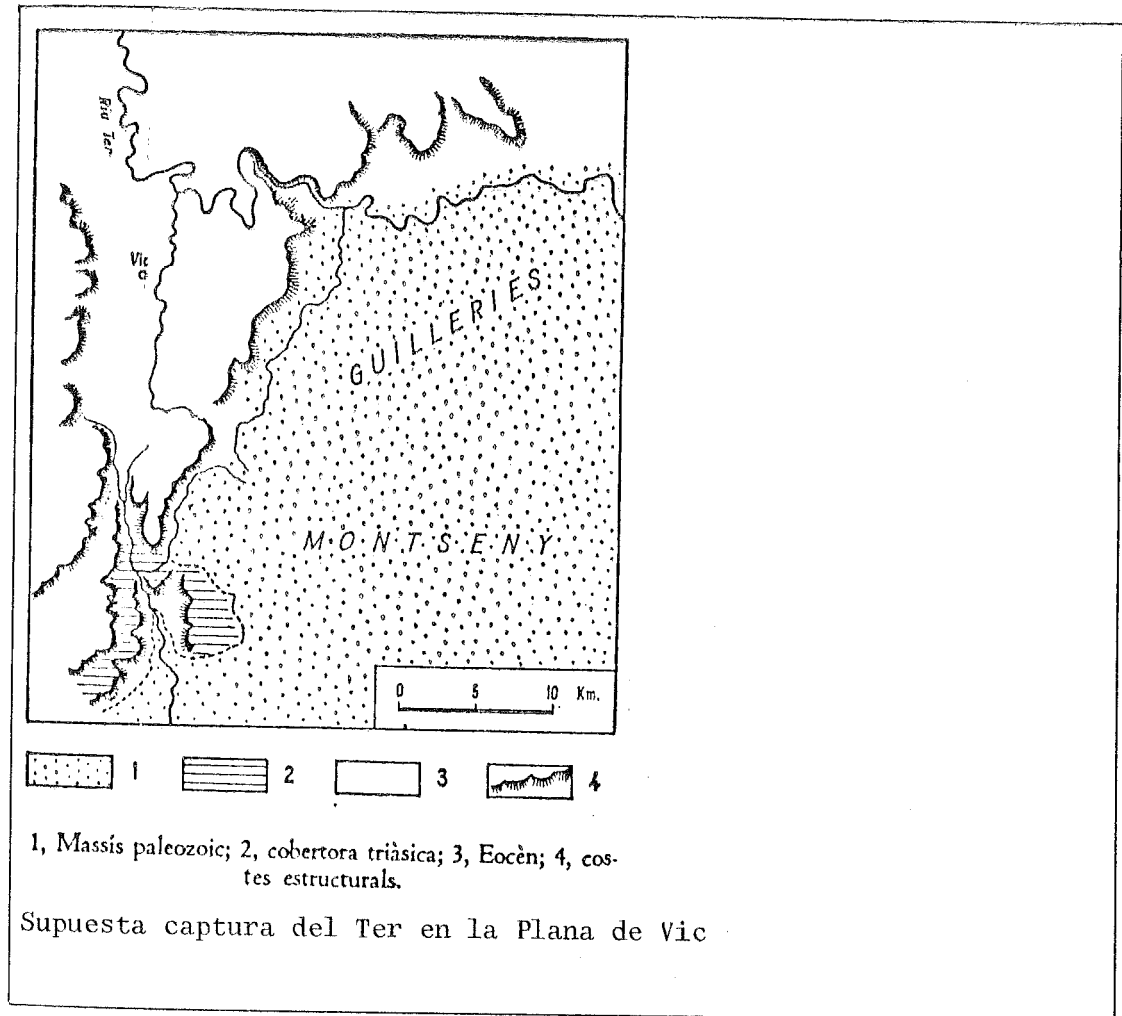 Riu Ter
Vic
GUILLERIES
MONTSENY
0 5 10 Km.
1 2 3 4
1, Massís paleozoic; 2, cobertora triàsica; 3, Eocèn; 4, cos-
tes estructurals.
Supuesta captura del Ter en la Plana de Vic